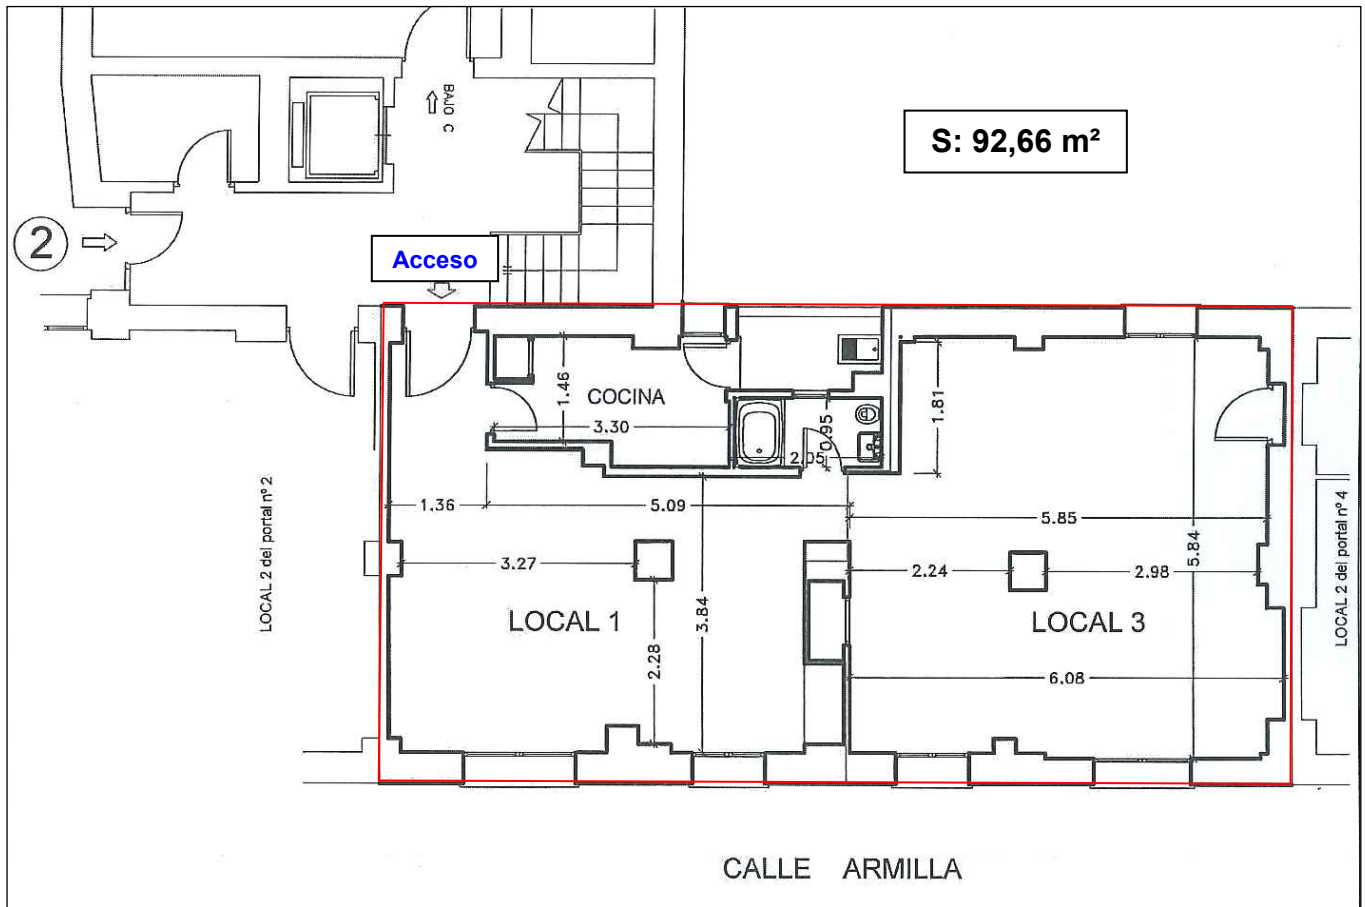 BAJO C
S: 92,66 m²
2
Acceso
COCINA
1.46
3.30
0.95
2.05
1.81
1.36
5.09
5.85
5.84
3.27
2.24
2.98
LOCAL 1
3.84
LOCAL 3
2.28
6.08
LOCAL 2 del portal nº 2
LOCAL 2 del portal nº 4
CALLE ARMILLA